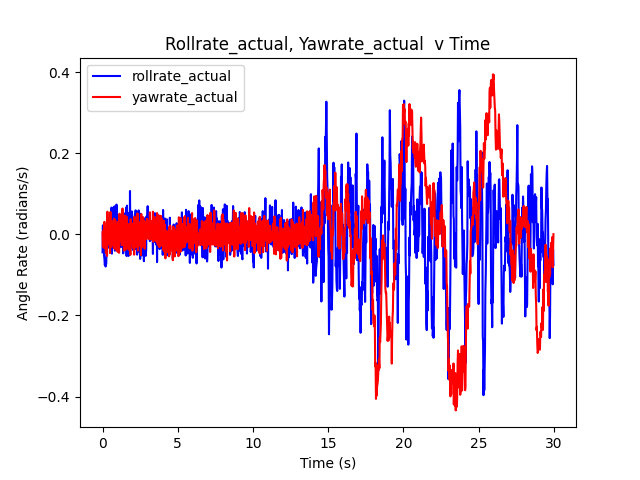 Rollrate_actual, Yawrate_actual  v Time
rollrate_actual
yawrate_actual
Angle Rate (radians/s)
0.4
0.2
0.0
−0.2
−0.4
0 5 10 15 20 25 30
Time (s)